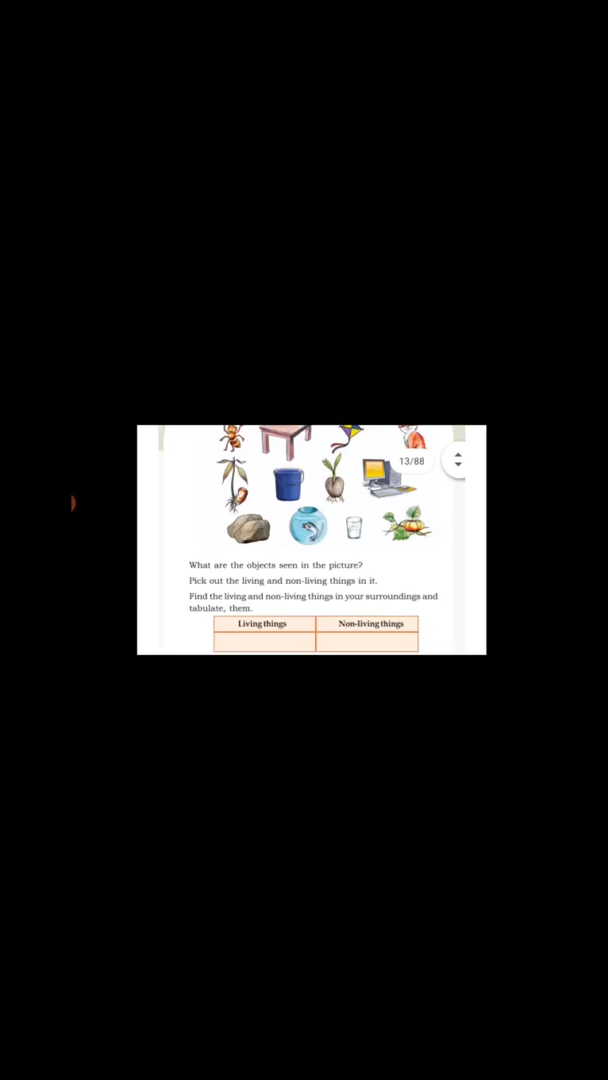 13/88
What are the objects seen in the picture?
Pick out the living and non-living things in it.
Find the living and non-living things in your surroundings and
tabulate, them.
Living things Non-living things